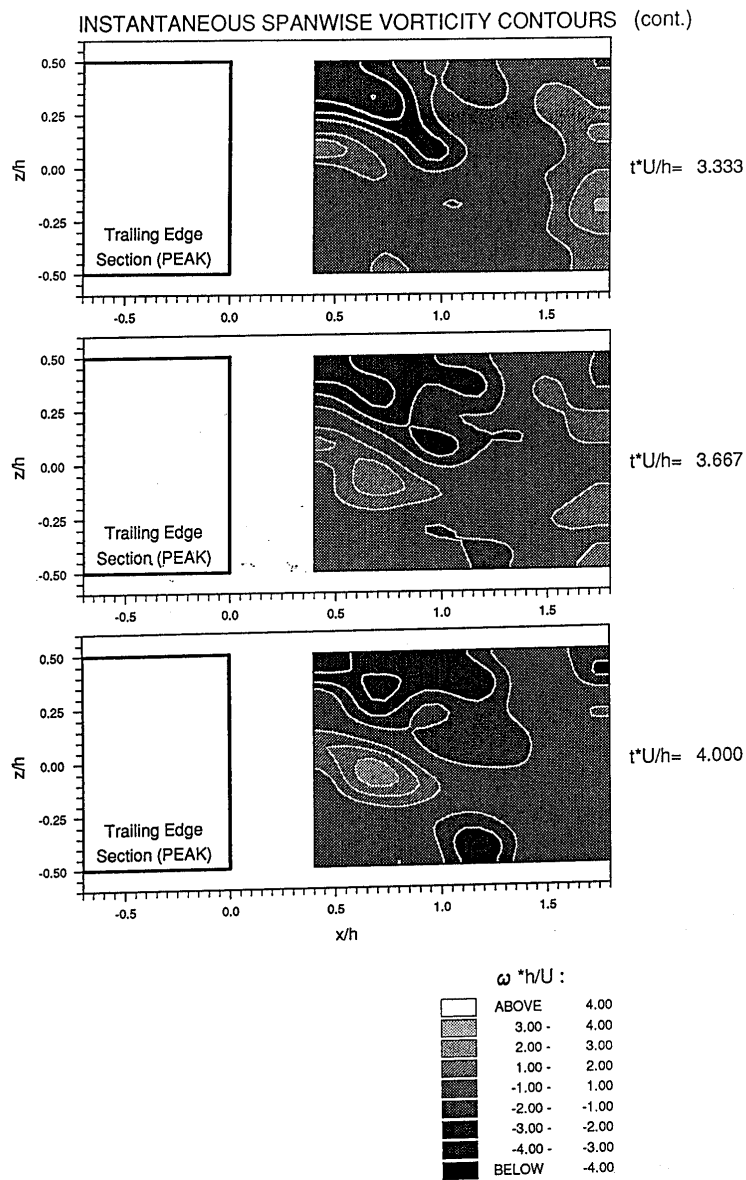 INSTANTANEOUS SPANWISE VORTICITY CONTOURS (cont.)
0.50
0.25
0.00
-0.25
-0.50
z/h
Trailing Edge
Section (PEAK)
-0.5 0.0 0.5 1.0 1.5
t*U/h= 3.333
0.50
0.25
0.00
-0.25
-0.50
z/h
Trailing Edge
Section (PEAK)
-0.5 0.0 0.5 1.0 1.5
t*U/h= 3.667
0.50
0.25
0.00
-0.25
-0.50
z/h
Trailing Edge
Section (PEAK)
-0.5 0.0 0.5 1.0 1.5
x/h
t*U/h= 4.000
ω *h/U :
ABOVE 4.00
3.00 - 4.00
2.00 - 3.00
1.00 - 2.00
-1.00 - 1.00
-2.00 - -1.00
-3.00 - -2.00
-4.00 - -3.00
BELOW -4.00